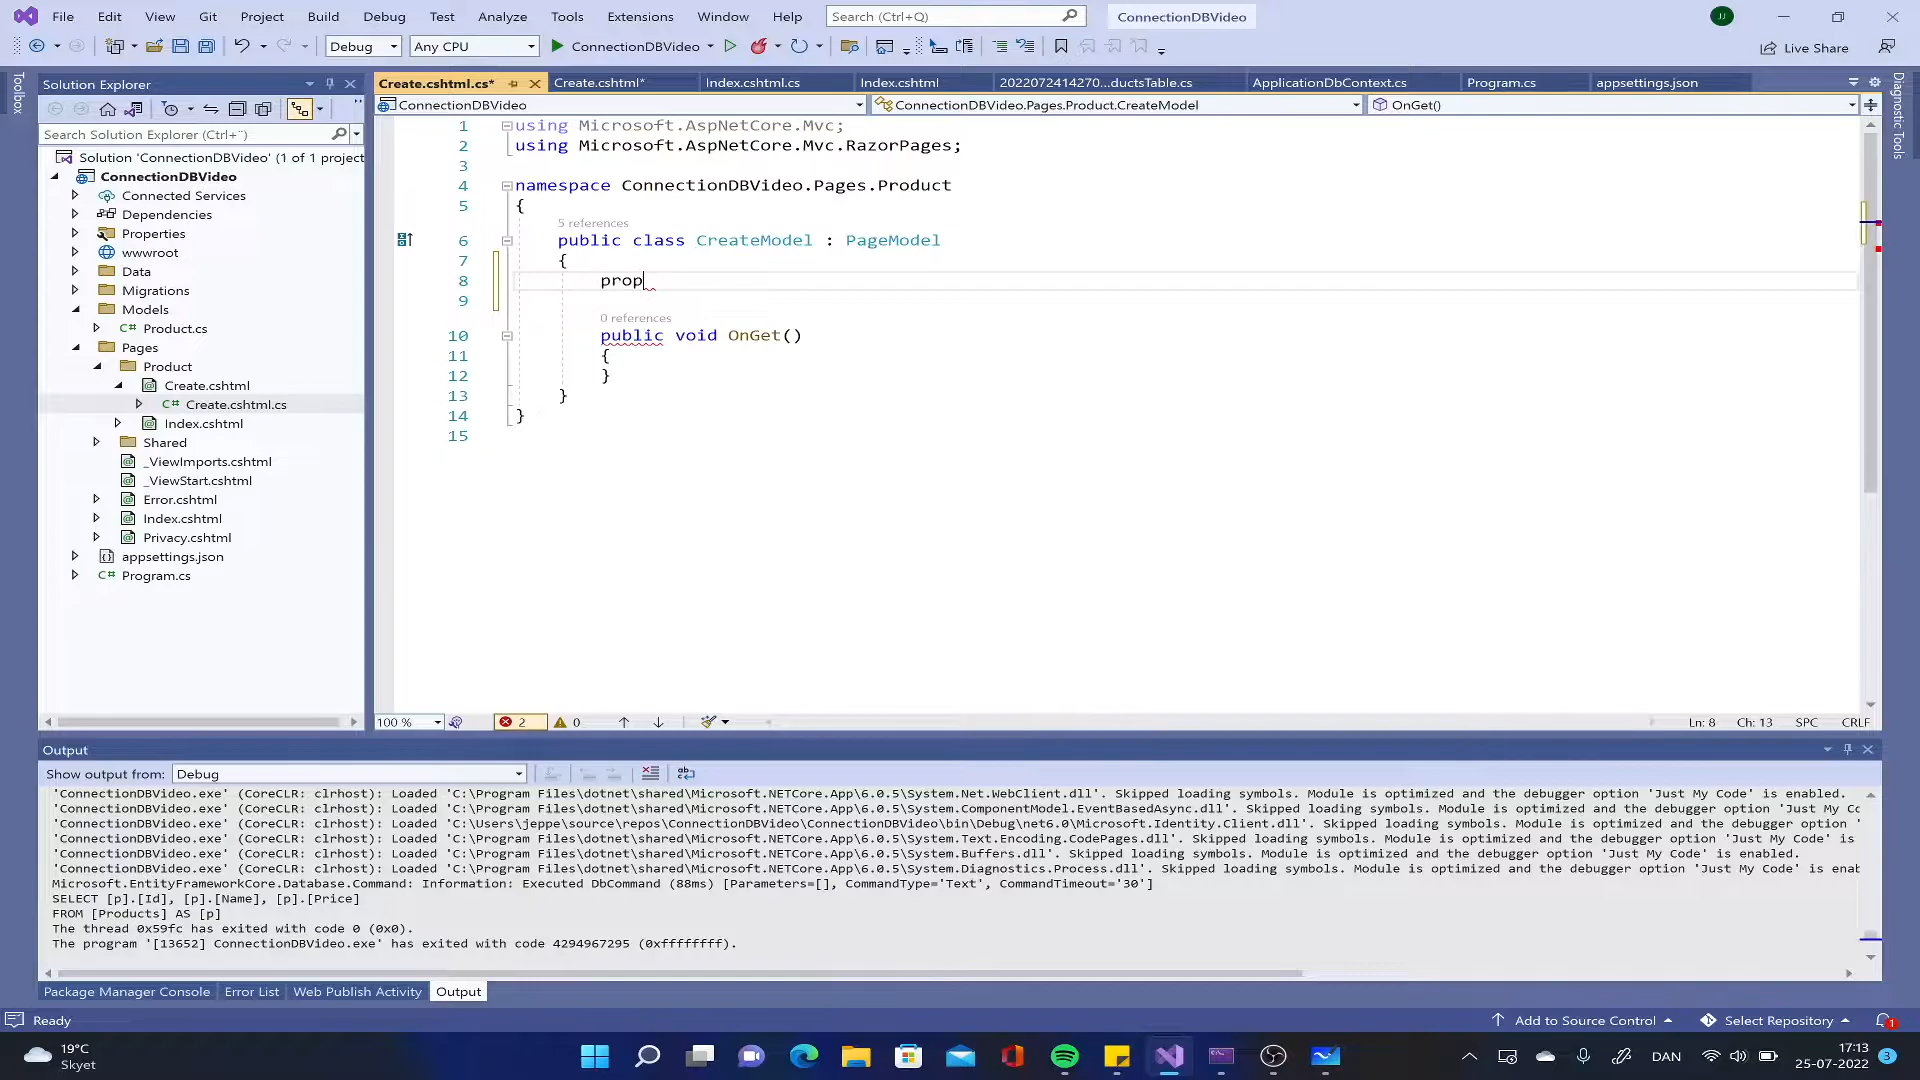 File Edit View Git Project Build Debug Test Analyze Tools Extensions Window Help Search (Ctrl+Q) ConnectionDBVideo JJ
Debug Any CPU ConnectionDBVideo Live Share
Toolbox
Solution Explorer
Search Solution Explorer (Ctrl+¨)
Solution 'ConnectionDBVideo' (1 of 1 project
ConnectionDBVideo
Connected Services
Dependencies
Properties
wwwroot
Data
Migrations
Models
C# Product.cs
Pages
Product
Create.cshtml
C# Create.cshtml.cs
Index.cshtml
Shared
_ViewImports.cshtml
_ViewStart.cshtml
Error.cshtml
Index.cshtml
Privacy.cshtml
appsettings.json
C# Program.cs
Create.cshtml.cs* Create.cshtml* Index.cshtml.cs Index.cshtml 2022072414270...ductsTable.cs ApplicationDbContext.cs Program.cs appsettings.json
ConnectionDBVideo ConnectionDBVideo.Pages.Product.CreateModel OnGet()
1 using Microsoft.AspNetCore.Mvc;
2 using Microsoft.AspNetCore.Mvc.RazorPages;
3
4 namespace ConnectionDBVideo.Pages.Product
5 {
5 references
6 public class CreateModel : PageModel
7 {
8 prop
9
0 references
10 public void OnGet()
11 {
12 }
13 }
14 }
15
Diagnostic Tools
100 % 2 0 Ln: 8 Ch: 13 SPC CRLF
Output
Show output from: Debug
'ConnectionDBVideo.exe' (CoreCLR: clrhost): Loaded 'C:\Program Files\dotnet\shared\Microsoft.NETCore.App\6.0.5\System.Net.WebClient.dll'. Skipped loading symbols. Module is optimized and the debugger option 'Just My Code' is enabled.
'ConnectionDBVideo.exe' (CoreCLR: clrhost): Loaded 'C:\Program Files\dotnet\shared\Microsoft.NETCore.App\6.0.5\System.ComponentModel.EventBasedAsync.dll'. Skipped loading symbols. Module is optimized and the debugger option 'Just My Co
'ConnectionDBVideo.exe' (CoreCLR: clrhost): Loaded 'C:\Users\jeppe\source\repos\ConnectionDBVideo\ConnectionDBVideo\bin\Debug\net6.0\Microsoft.Identity.Client.dll'. Skipped loading symbols. Module is optimized and the debugger option '
'ConnectionDBVideo.exe' (CoreCLR: clrhost): Loaded 'C:\Program Files\dotnet\shared\Microsoft.NETCore.App\6.0.5\System.Text.Encoding.CodePages.dll'. Skipped loading symbols. Module is optimized and the debugger option 'Just My Code' is
'ConnectionDBVideo.exe' (CoreCLR: clrhost): Loaded 'C:\Program Files\dotnet\shared\Microsoft.NETCore.App\6.0.5\System.Buffers.dll'. Skipped loading symbols. Module is optimized and the debugger option 'Just My Code' is enabled.
'ConnectionDBVideo.exe' (CoreCLR: clrhost): Loaded 'C:\Program Files\dotnet\shared\Microsoft.NETCore.App\6.0.5\System.Diagnostics.Process.dll'. Skipped loading symbols. Module is optimized and the debugger option 'Just My Code' is enab
Microsoft.EntityFrameworkCore.Database.Command: Information: Executed DbCommand (88ms) [Parameters=[], CommandType='Text', CommandTimeout='30']
SELECT [p].[Id], [p].[Name], [p].[Price]
FROM [Products] AS [p]
The thread 0x59fc has exited with code 0 (0x0).
The program '[13652] ConnectionDBVideo.exe' has exited with code 4294967295 (0xffffffff).
Package Manager Console Error List Web Publish Activity Output
Ready Add to Source Control Select Repository 1
19°C
Skyet
DAN
17:13
25-07-2022
3